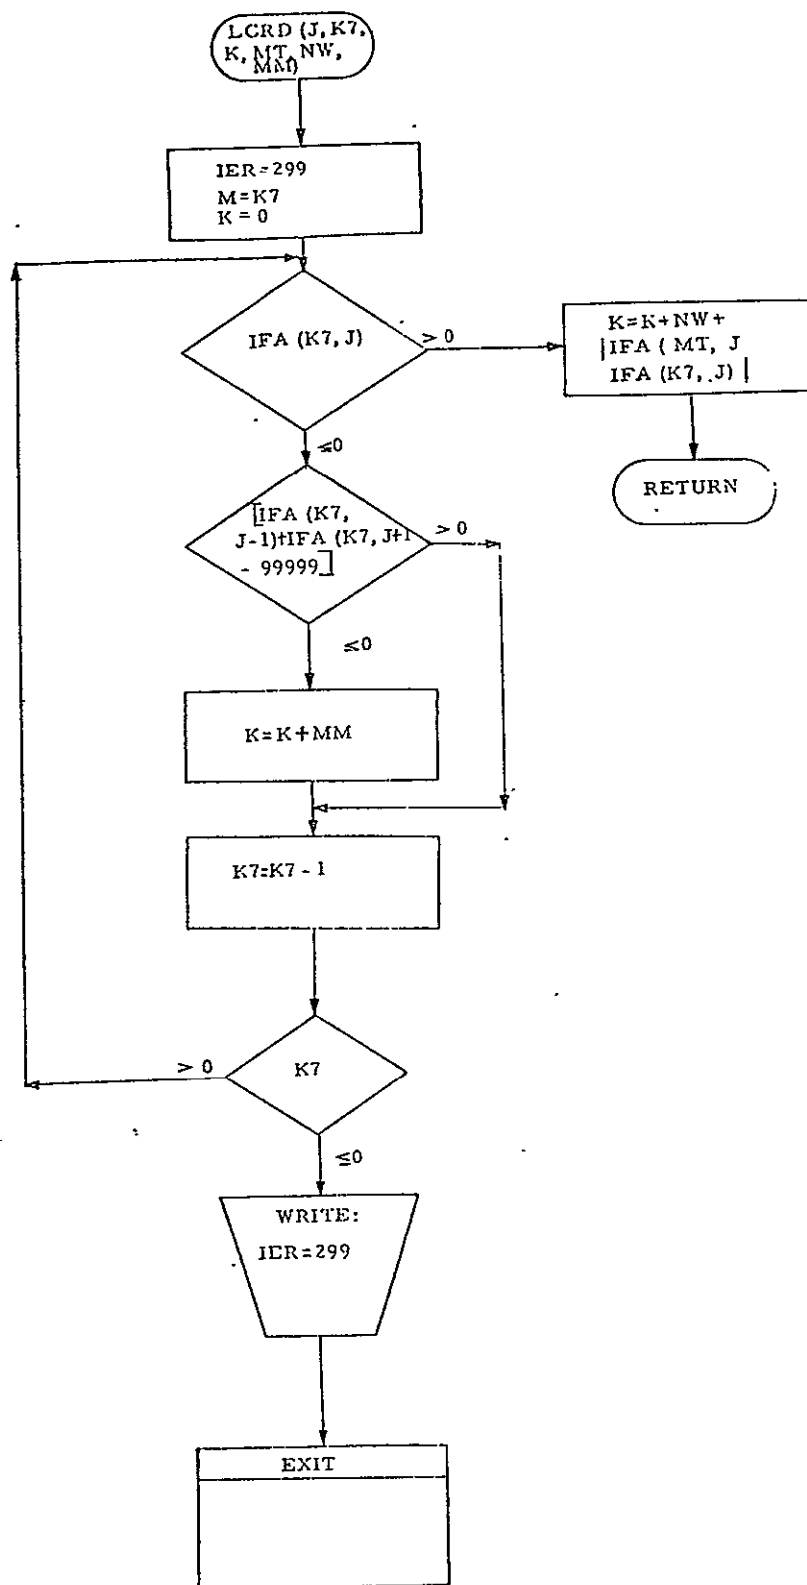 LCRD (J, K7,
K, MT, NW,
MM)
IER=299
M=K7
K=0
IFA (K7, J)
> 0
K=K+NW+
|IFA ( MT, J
IFA (K7, J) |
≤0
RETURN
[IFA (K7,
J-1)+IFA (K7, J+1
- 99999]
> 0
≤0
K=K+MM
K7=K7-1
K7
> 0
≤0
WRITE:
IER=299
EXIT